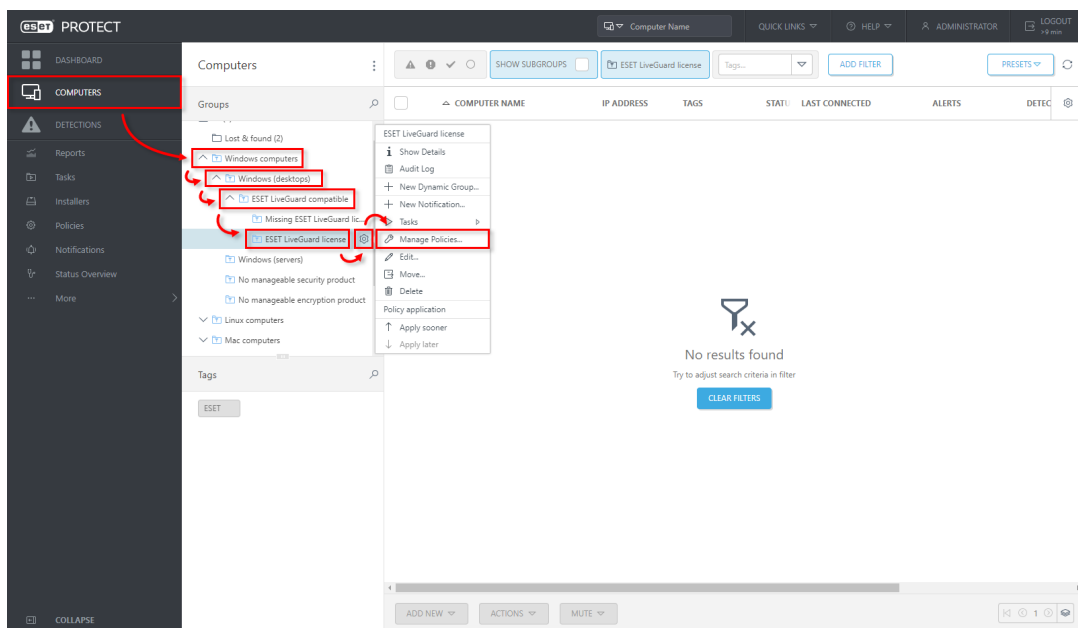 eset PROTECT
Computer Name
QUICK LINKS
HELP
ADMINISTRATOR
LOGOUT
>9 min
DASHBOARD
COMPUTERS
DETECTIONS
Reports
Tasks
Installers
Policies
Notifications
Status Overview
More
COLLAPSE
Computers
SHOW SUBGROUPS
ESET LiveGuard license
Tags...
ADD FILTER
PRESETS
Groups
COMPUTER NAME
IP ADDRESS
TAGS
STATU
LAST CONNECTED
ALERTS
DETEC
Lost & found (2)
Windows computers
Windows (desktops)
ESET LiveGuard compatible
Missing ESET LiveGuard lic...
ESET LiveGuard license
Windows (servers)
No manageable security product
No manageable encryption product
Linux computers
Mac computers
Tags
ESET
ESET LiveGuard license
Show Details
Audit Log
New Dynamic Group...
New Notification...
Tasks
Manage Policies...
Edit...
Move...
Delete
Policy application
Apply sooner
Apply later
No results found
Try to adjust search criteria in filter
CLEAR FILTERS
ADD NEW
ACTIONS
MUTE
1